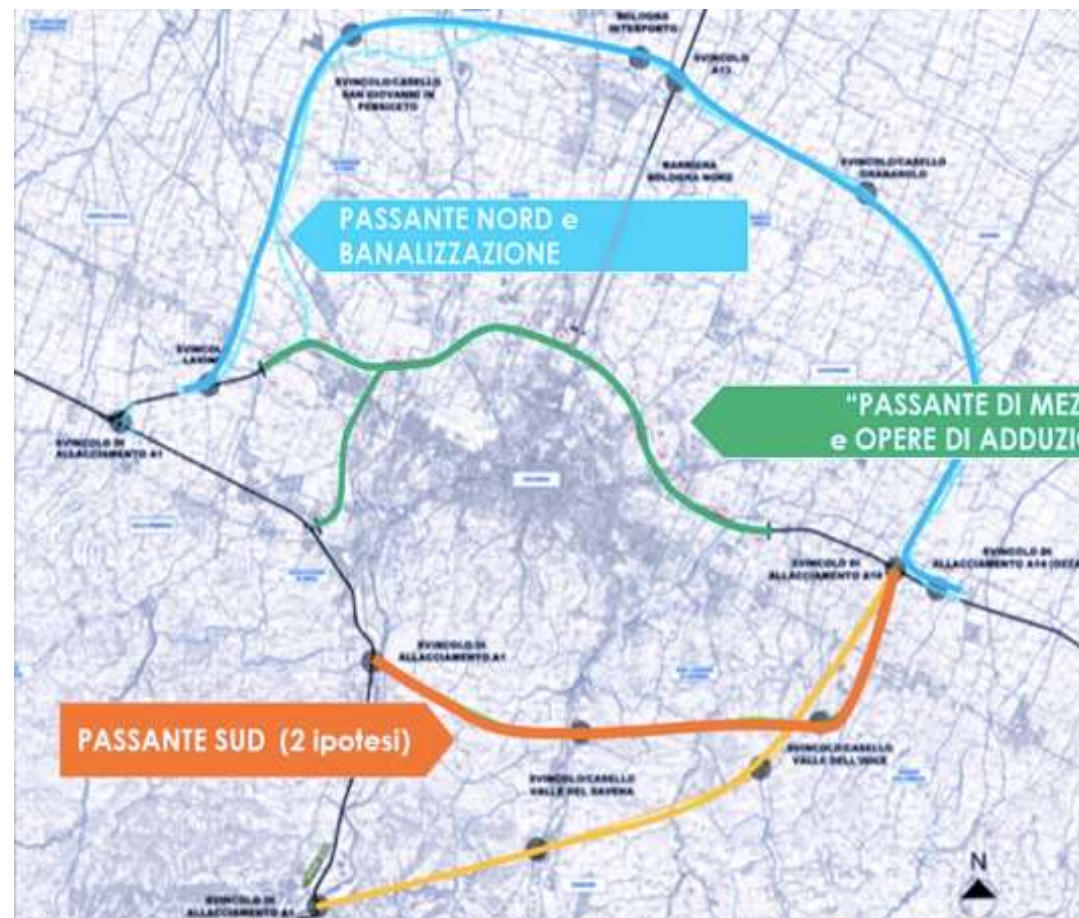 BOLOGNA
INTERPORTO
SVINCOLO
A13
SVINCOLO/CASELLO
SAN GIOVANNI IN
PERSICETO
BARRIERA
BOLOGNA NORD
SVINCOLO/CASELLO
GRANAROLO
PASSANTE NORD e
BANALIZZAZIONE
SVINCOLO
LAVINO
"PASSANTE DI MEZ
e OPERE DI ADDUZIO
SVINCOLO DI
ALLACCIAMENTO A1
SVINCOLO DI
ALLACCIAMENTO A14
SVINCOLO DI
ALLACCIAMENTO A14 (OZZA
SVINCOLO DI
ALLACCIAMENTO A1
PASSANTE SUD (2 ipotesi)
SVINCOLO/CASELLO
VALLE DELL'IDICE
SVINCOLO/CASELLO
VALLE DEL SAVENA
N
SVINCOLO DI
ALLACCIAMENTO A1